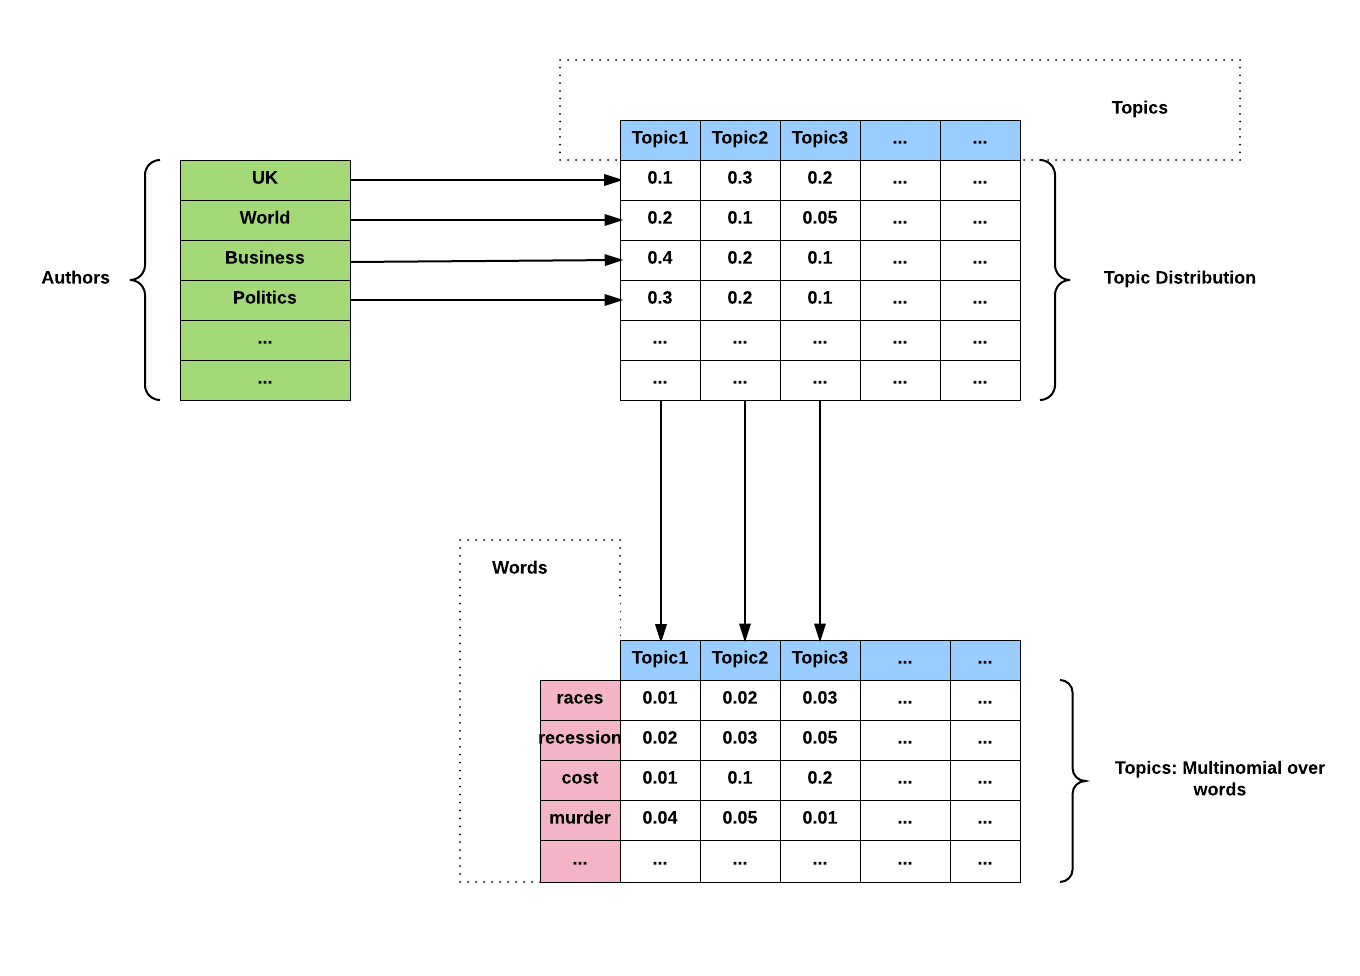 Topics
Topic1 Topic2 Topic3 ... ...
Authors
UK 0.1 0.3 0.2 ... ...
World 0.2 0.1 0.05 ... ...
Business 0.4 0.2 0.1 ... ...
Topic Distribution
Politics 0.3 0.2 0.1 ... ...
... ... ... ... ... ...
... ... ... ... ... ...
Words
Topic1 Topic2 Topic3 ... ...
races 0.01 0.02 0.03 ... ...
recession 0.02 0.03 0.05 ... ...
cost 0.01 0.1 0.2 ... ...
murder 0.04 0.05 0.01 ... ...
... ... ... ... ... ...
Topics: Multinomial over
words